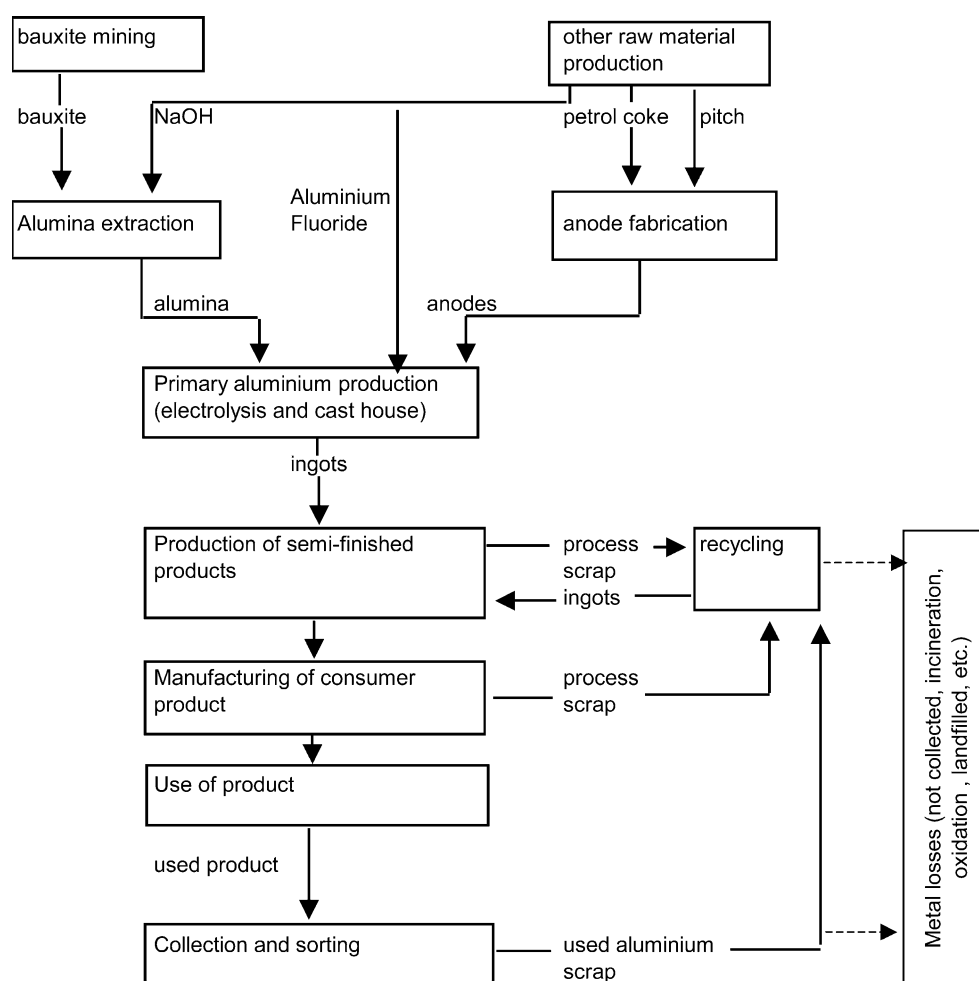 bauxite mining
other raw material
production
bauxite
NaOH
petrol coke
pitch
Aluminium
Fluoride
Alumina extraction
anode fabrication
alumina
anodes
Primary aluminium production
(electrolysis and cast house)
ingots
Production of semi-finished
products
process
scrap
ingots
recycling
Manufacturing of consumer
product
process
scrap
Use of product
used product
Collection and sorting
used aluminium
scrap
Metal losses (not collected, incineration,
oxidation , landfilled, etc.)